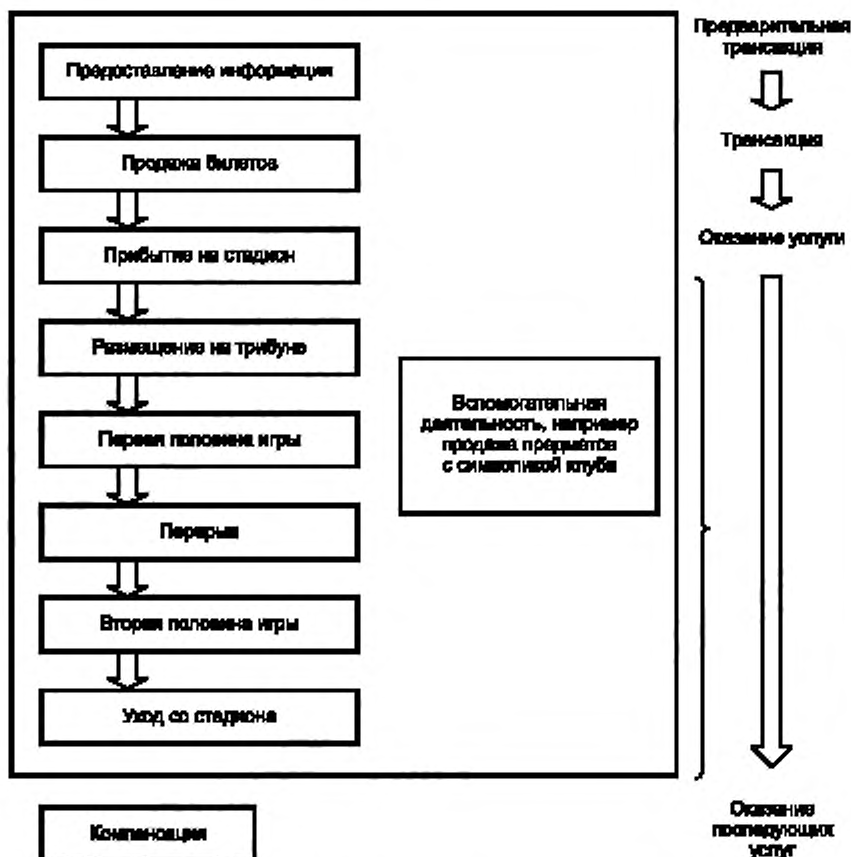 Предоставление информации
Продажа билетов
Прибытие на стадион
Размещение на трибуне
Первая половина игры
Перерыв
Вторая половина игры
Уход со стадиона
Вспомогательная
деятельность, например
продажа предметов
с символикой клуба
Компенсация
Предварительная
трансакция
Трансакция
Оказание услуги
Оказание
последующих
услуг